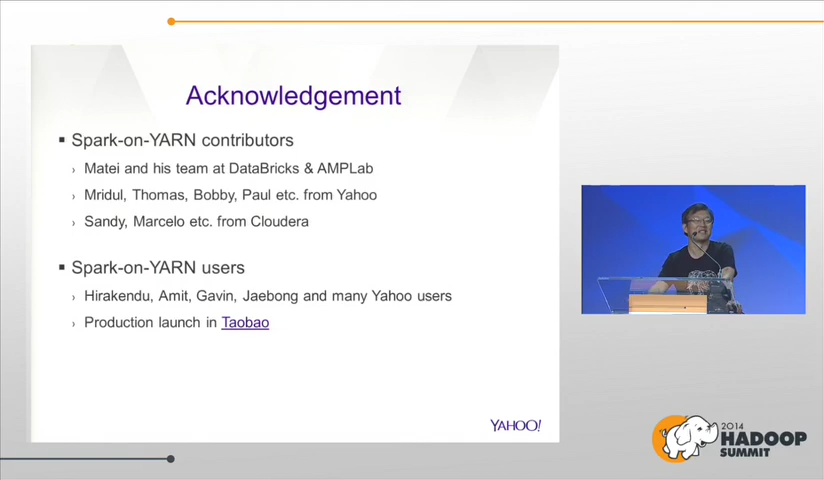 Acknowledgement
▪ Spark-on-YARN contributors
› Matei and his team at DataBricks & AMPLab
› Mridul, Thomas, Bobby, Paul etc. from Yahoo
› Sandy, Marcelo etc. from Cloudera
▪ Spark-on-YARN users
› Hirakendu, Amit, Gavin, Jaebong and many Yahoo users
› Production launch in Taobao
YAHOO!
2014
HADOOP
SUMMIT